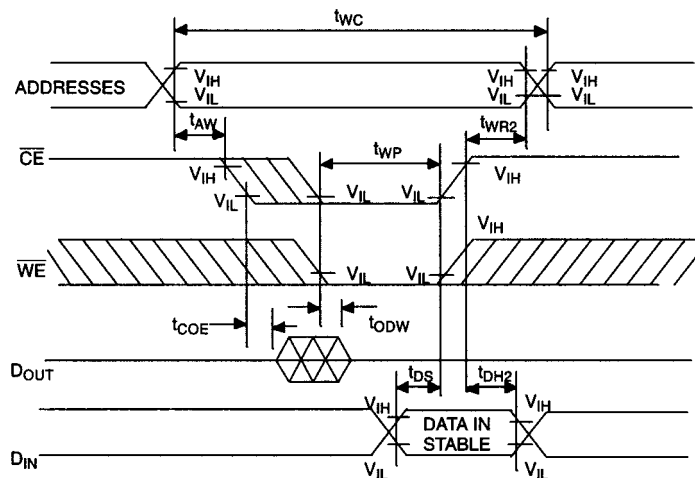 tWC
ADDRESSES
VIH VIH VIH
VIL VIL VIL
tAW tWR2
CE
tWP
VIH VIH
VIL VIL VIL
VIH
WE
VIL VIL
tCOE tODW
DOUT
tDS tDH2
VIH DATA IN VIH
STABLE
DIN
VIL VIL